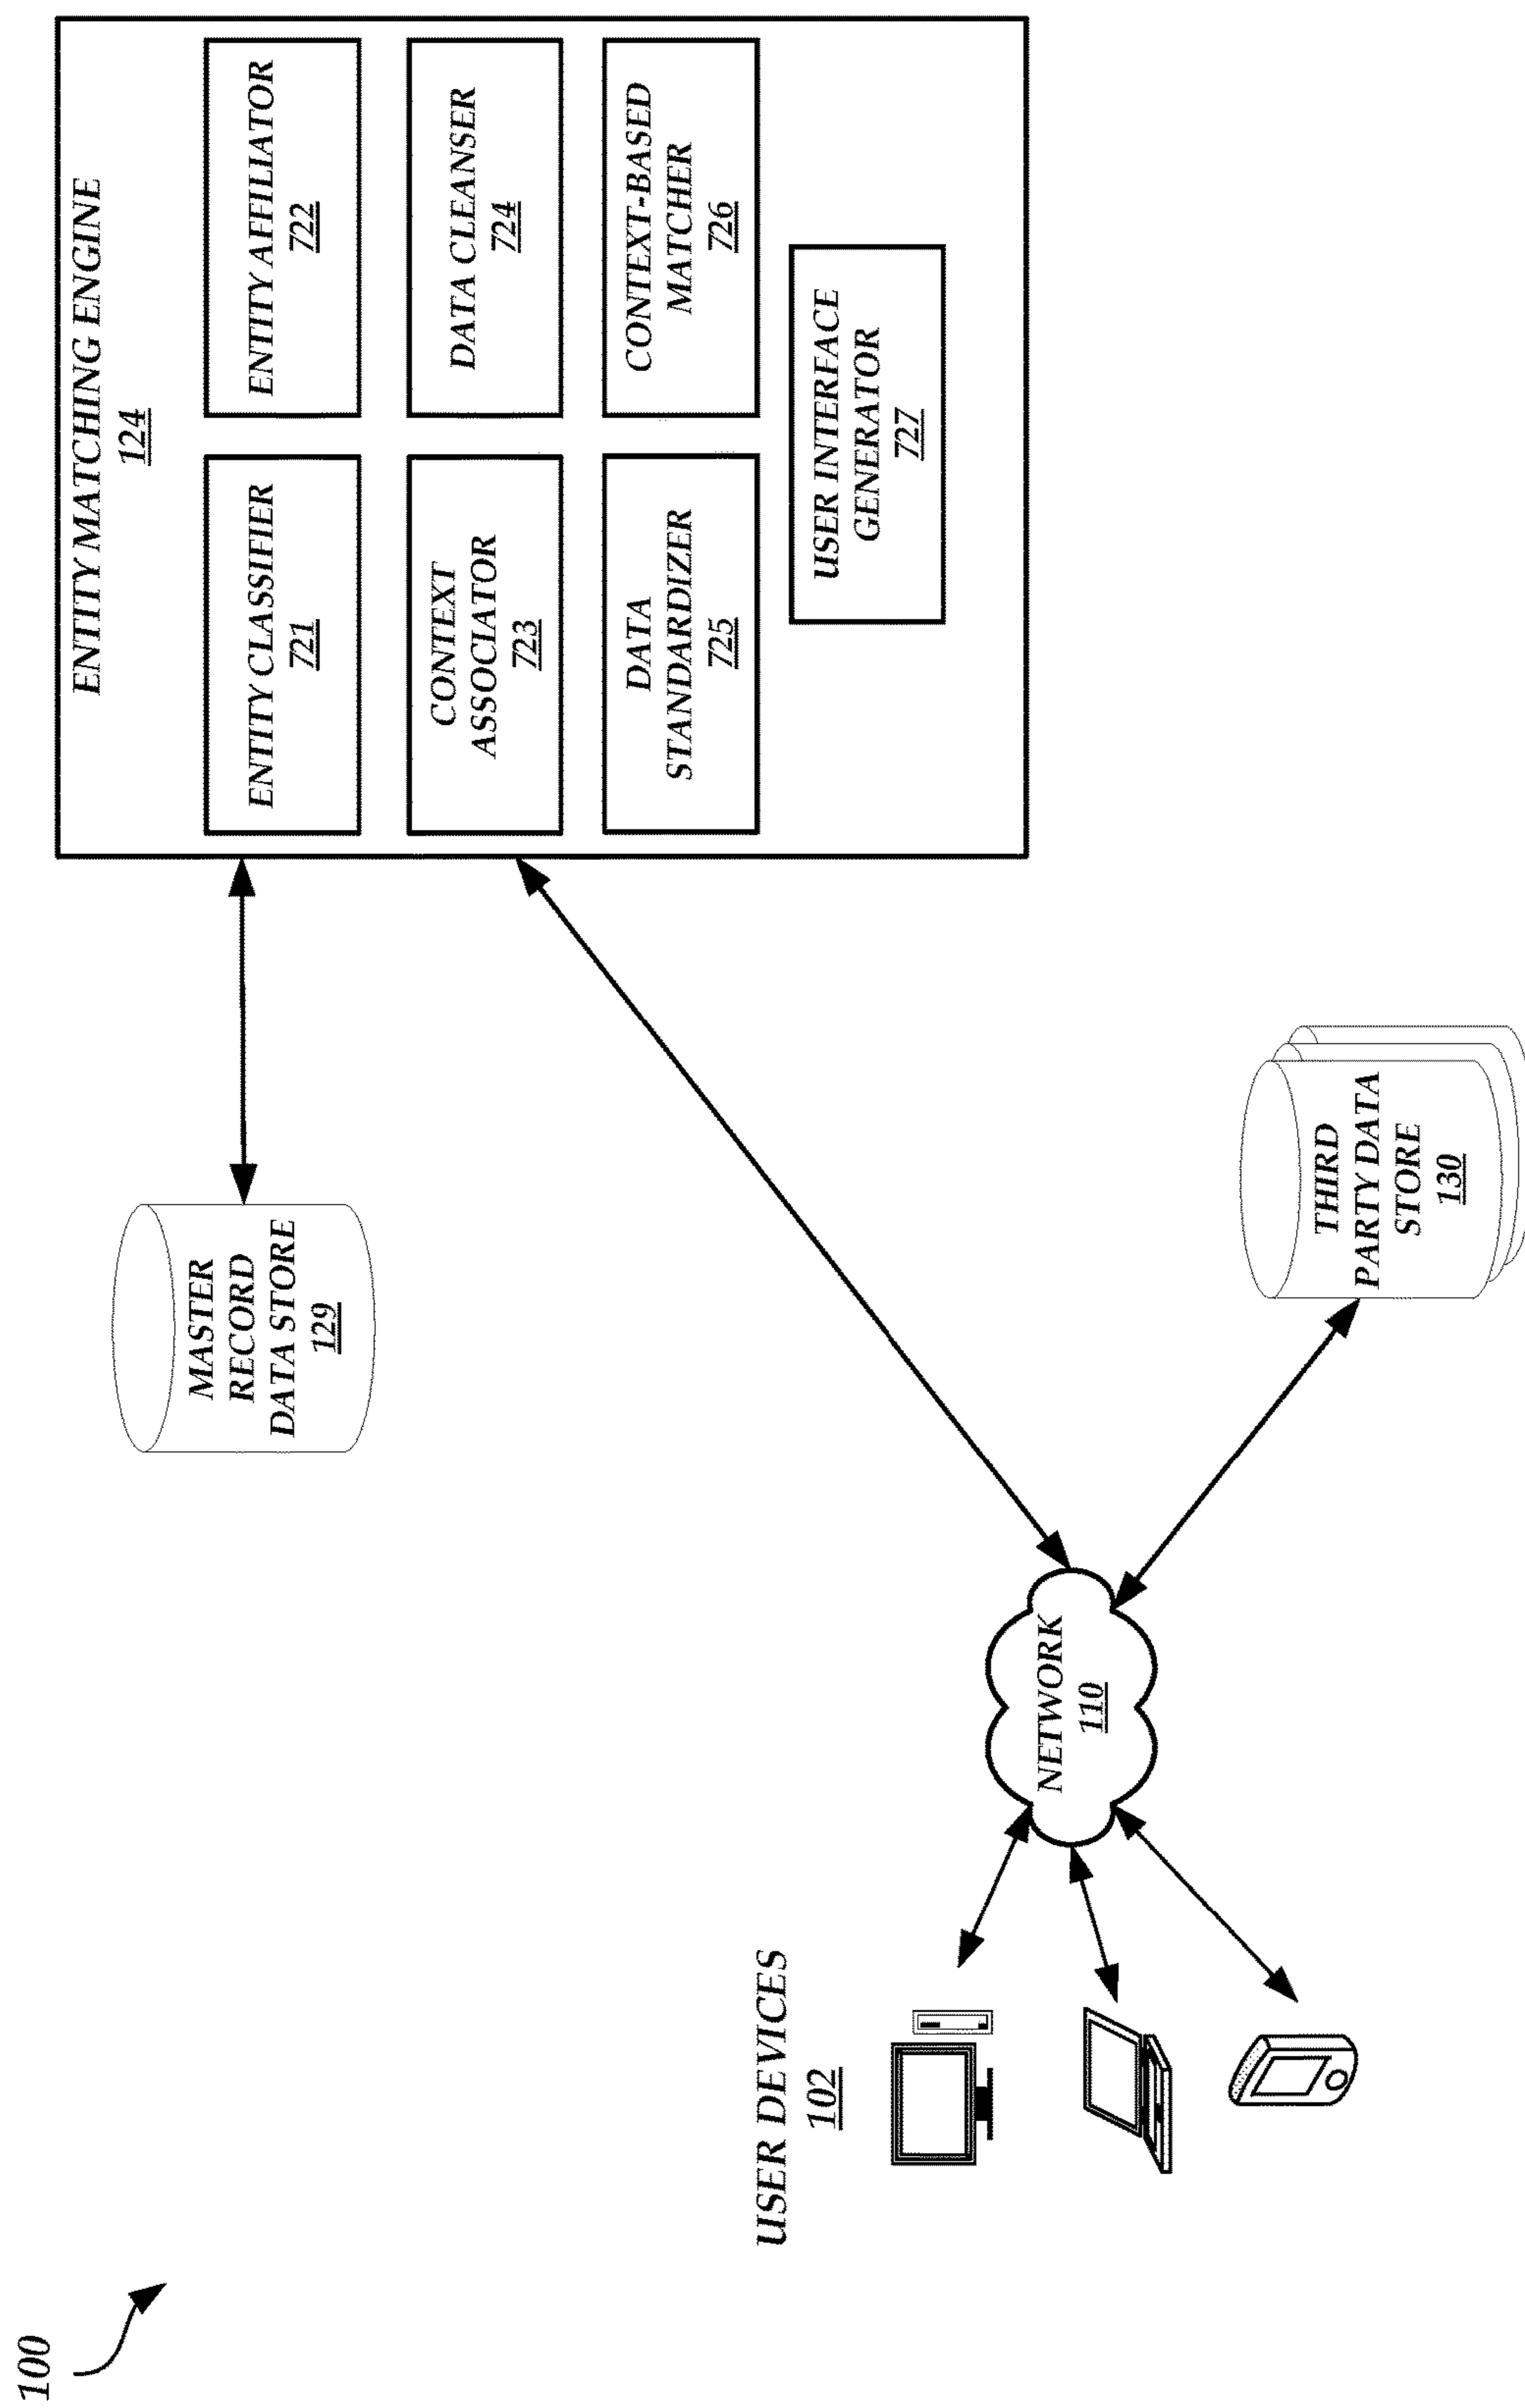 100
USER DEVICES
102
NETWORK
110
MASTER
RECORD
DATA STORE
129
THIRD
PARTY DATA
STORE
130
ENTITY MATCHING ENGINE
124
ENTITY CLASSIFIER
721
ENTITY AFFILIATOR
722
CONTEXT
ASSOCIATOR
723
DATA CLEANSER
724
DATA
STANDARDIZER
725
CONTEXT-BASED
MATCHER
726
USER INTERFACE
GENERATOR
727